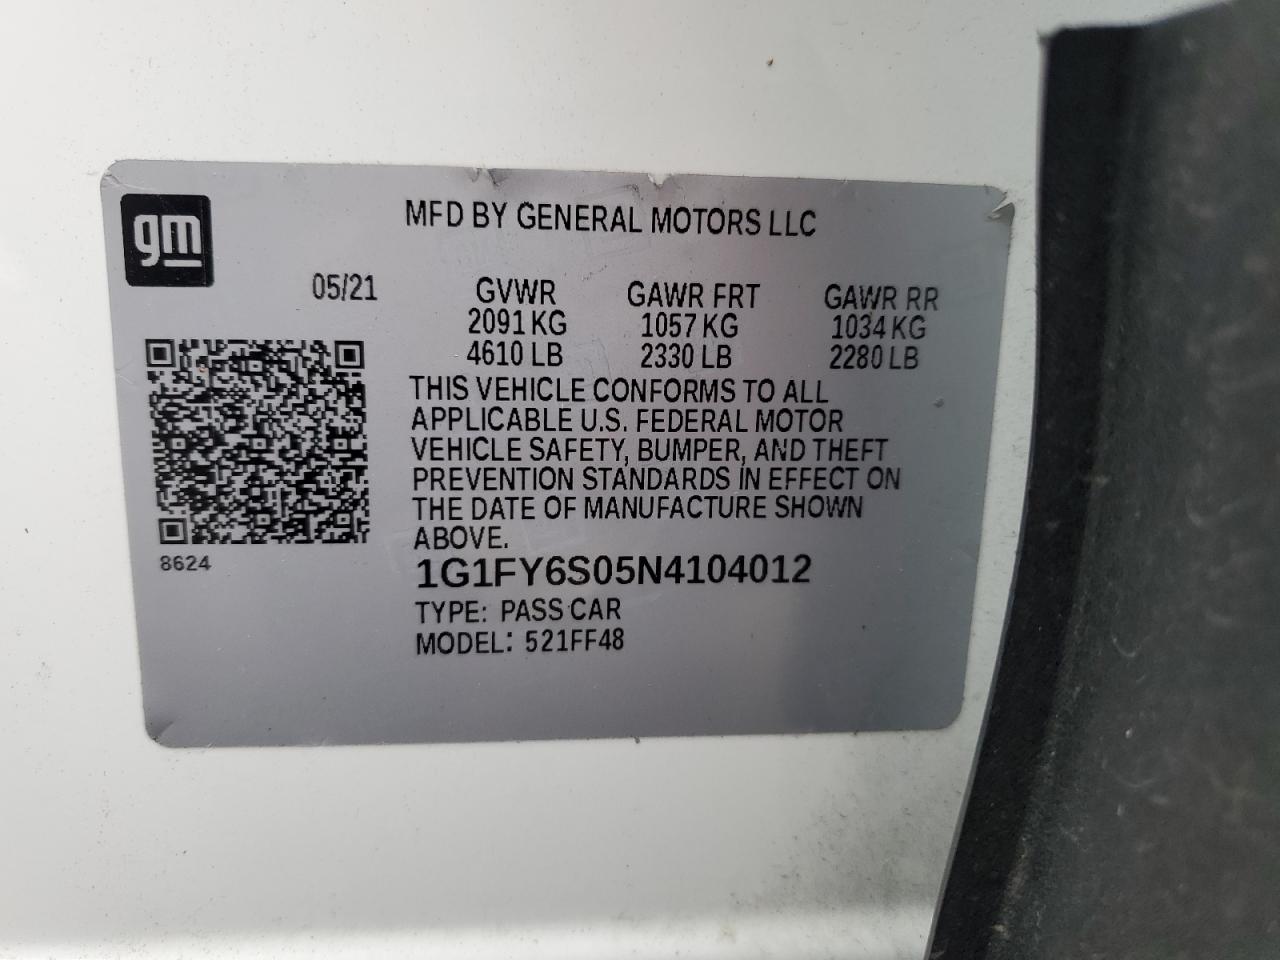 gm
MFD BY GENERAL MOTORS LLC
05/21
GVWR GAWR FRT GAWR RR
2091 KG 1057 KG 1034 KG
4610 LB 2330 LB 2280 LB
THIS VEHICLE CONFORMS TO ALL
APPLICABLE U.S. FEDERAL MOTOR
VEHICLE SAFETY, BUMPER, AND THEFT
PREVENTION STANDARDS IN EFFECT ON
THE DATE OF MANUFACTURE SHOWN
ABOVE.
8624
1G1FY6S05N4104012
TYPE: PASS CAR
MODEL: 521FF48